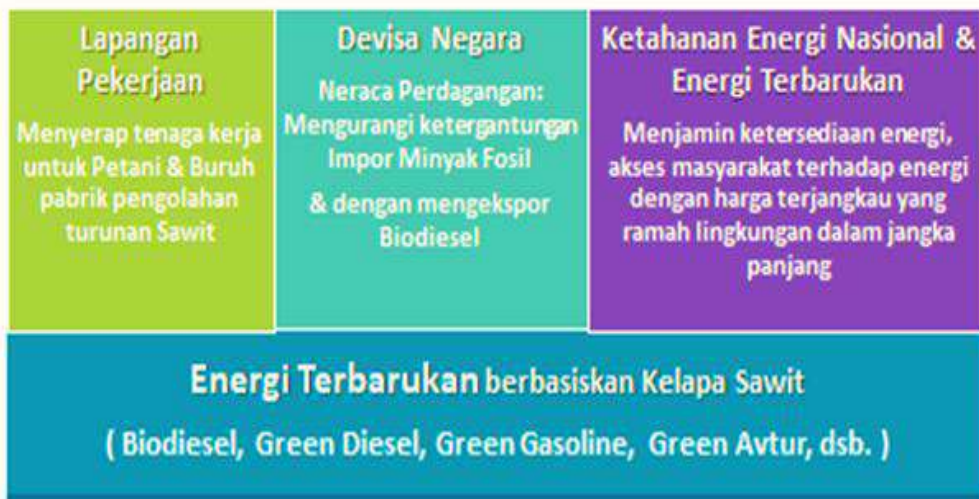 Lapangan
Pekerjaan
Menyerap tenaga kerja
untuk Petani & Buruh
pabrik pengolahan
turunan Sawit
Devisa Negara
Neraca Perdagangan:
Mengurangi ketergantungan
Impor Minyak Fosil
& dengan mengekspor
Biodiesel
Ketahanan Energi Nasional &
Energi Terbarukan
Menjamin ketersediaan energi,
akses masyarakat terhadap energi
dengan harga terjangkau yang
ramah lingkungan dalam jangka
panjang
Energi Terbarukan berbasiskan Kelapa Sawit
( Biodiesel, Green Diesel, Green Gasoline, Green Avtur, dsb. )